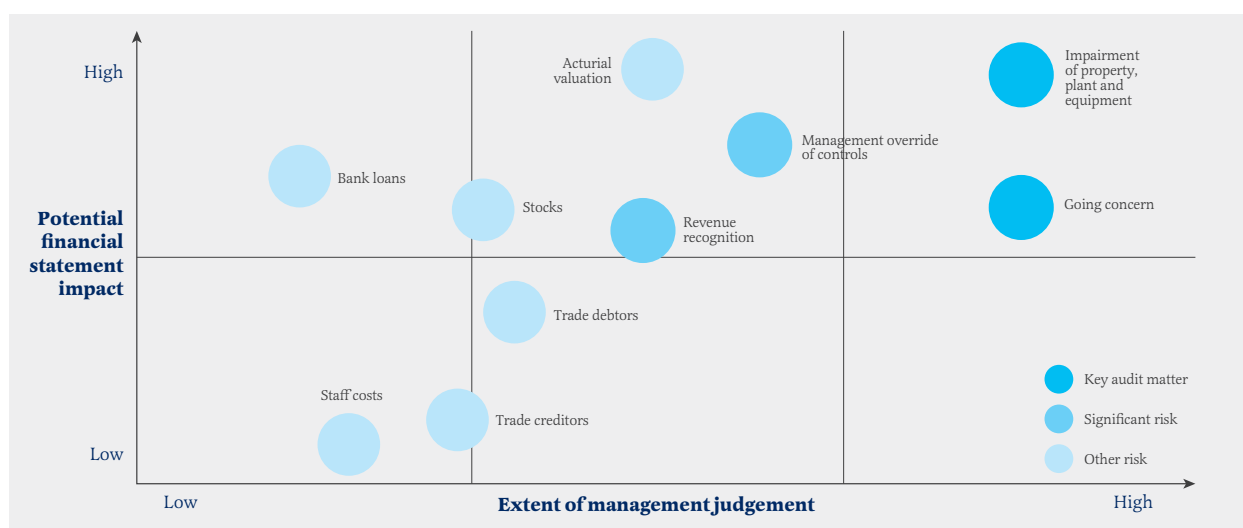 High
Acturial
valuation
Impairment
of property,
plant and
equipment
Management override
of controls
Bank loans
Stocks
Going concern
Revenue
recognition
Potential
financial
statement
impact
Trade debtors
Staff costs
Trade creditors
Key audit matter
Significant risk
Other risk
Low
Low
Extent of management judgement
High